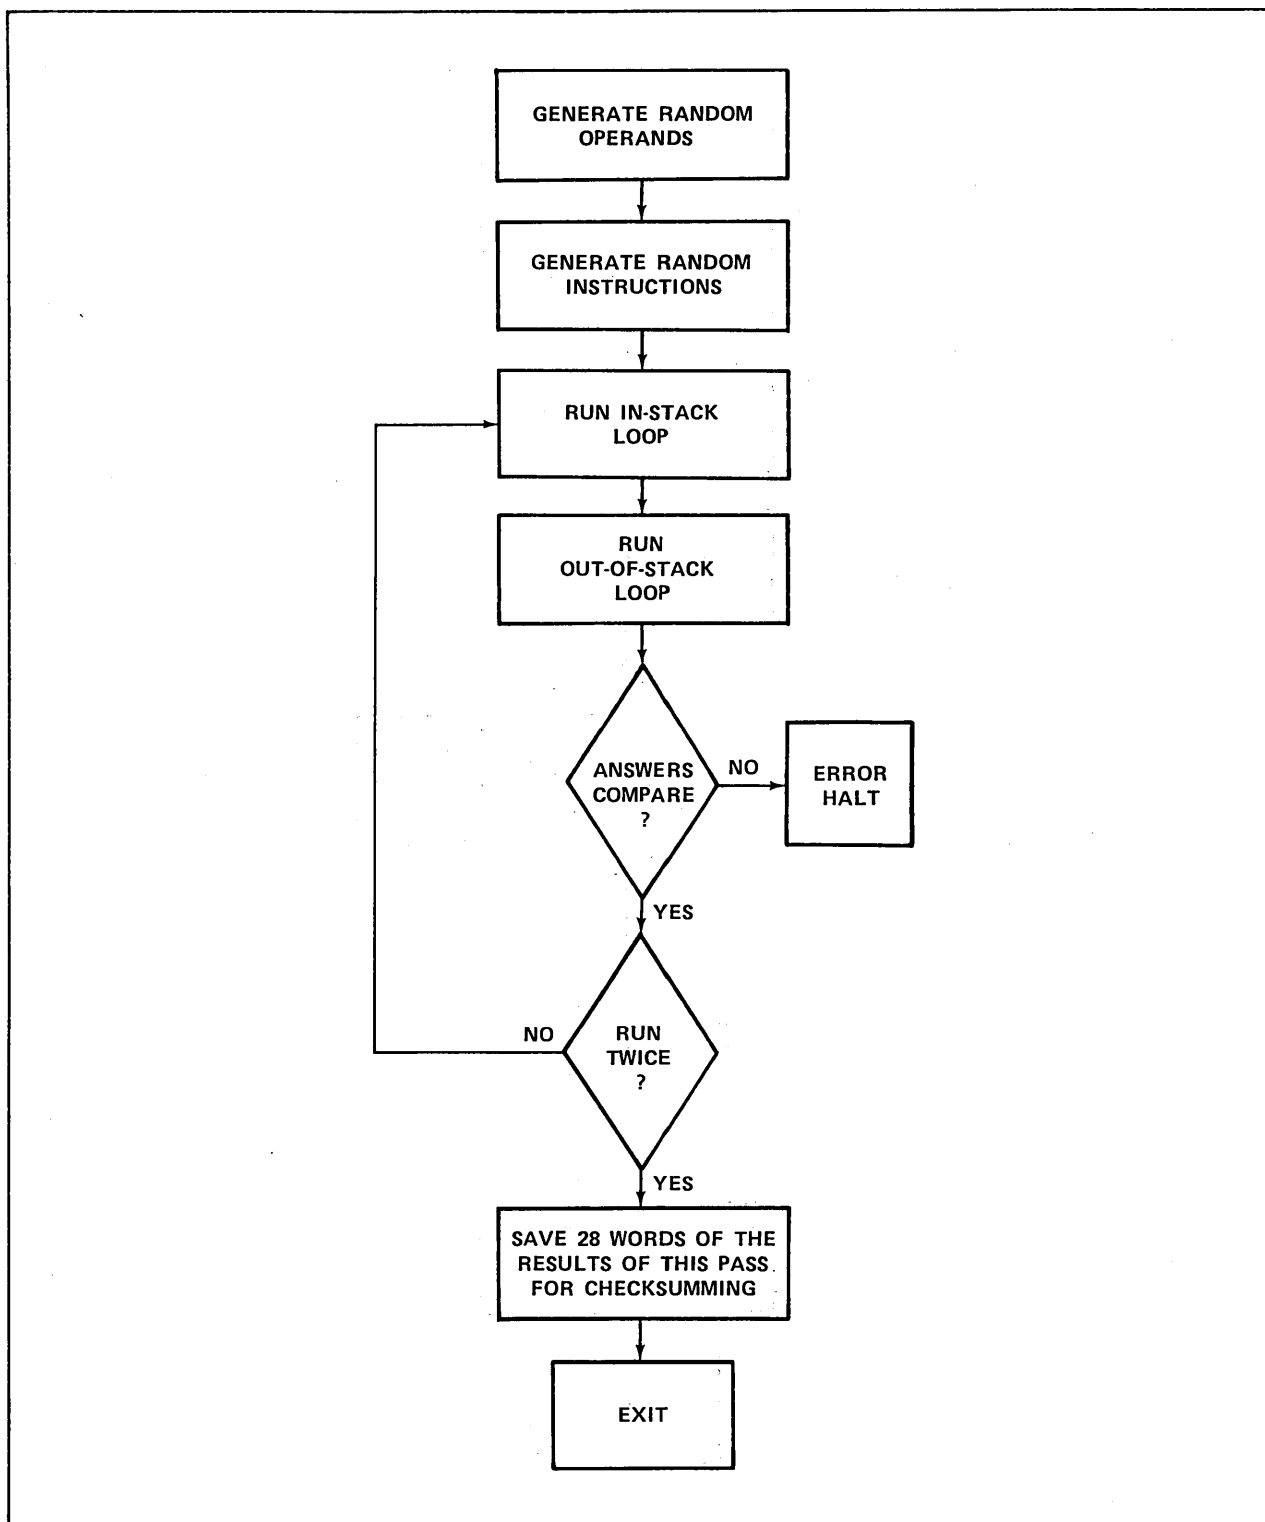 GENERATE RANDOM
OPERANDS
GENERATE RANDOM
INSTRUCTIONS
RUN IN-STACK
LOOP
RUN
OUT-OF-STACK
LOOP
ANSWERS
COMPARE
?
NO
ERROR
HALT
YES
NO
RUN
TWICE
?
YES
SAVE 28 WORDS OF THE
RESULTS OF THIS PASS
FOR CHECKSUMMING
EXIT